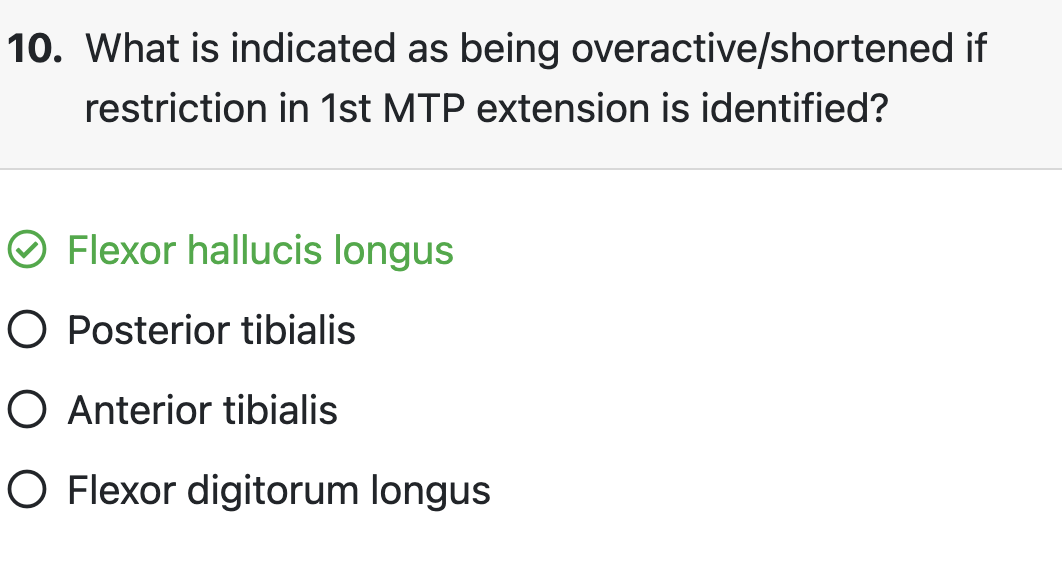 10. What is indicated as being overactive/shortened if
restriction in 1st MTP extension is identified?
Flexor hallucis longus
Posterior tibialis
Anterior tibialis
Flexor digitorum longus